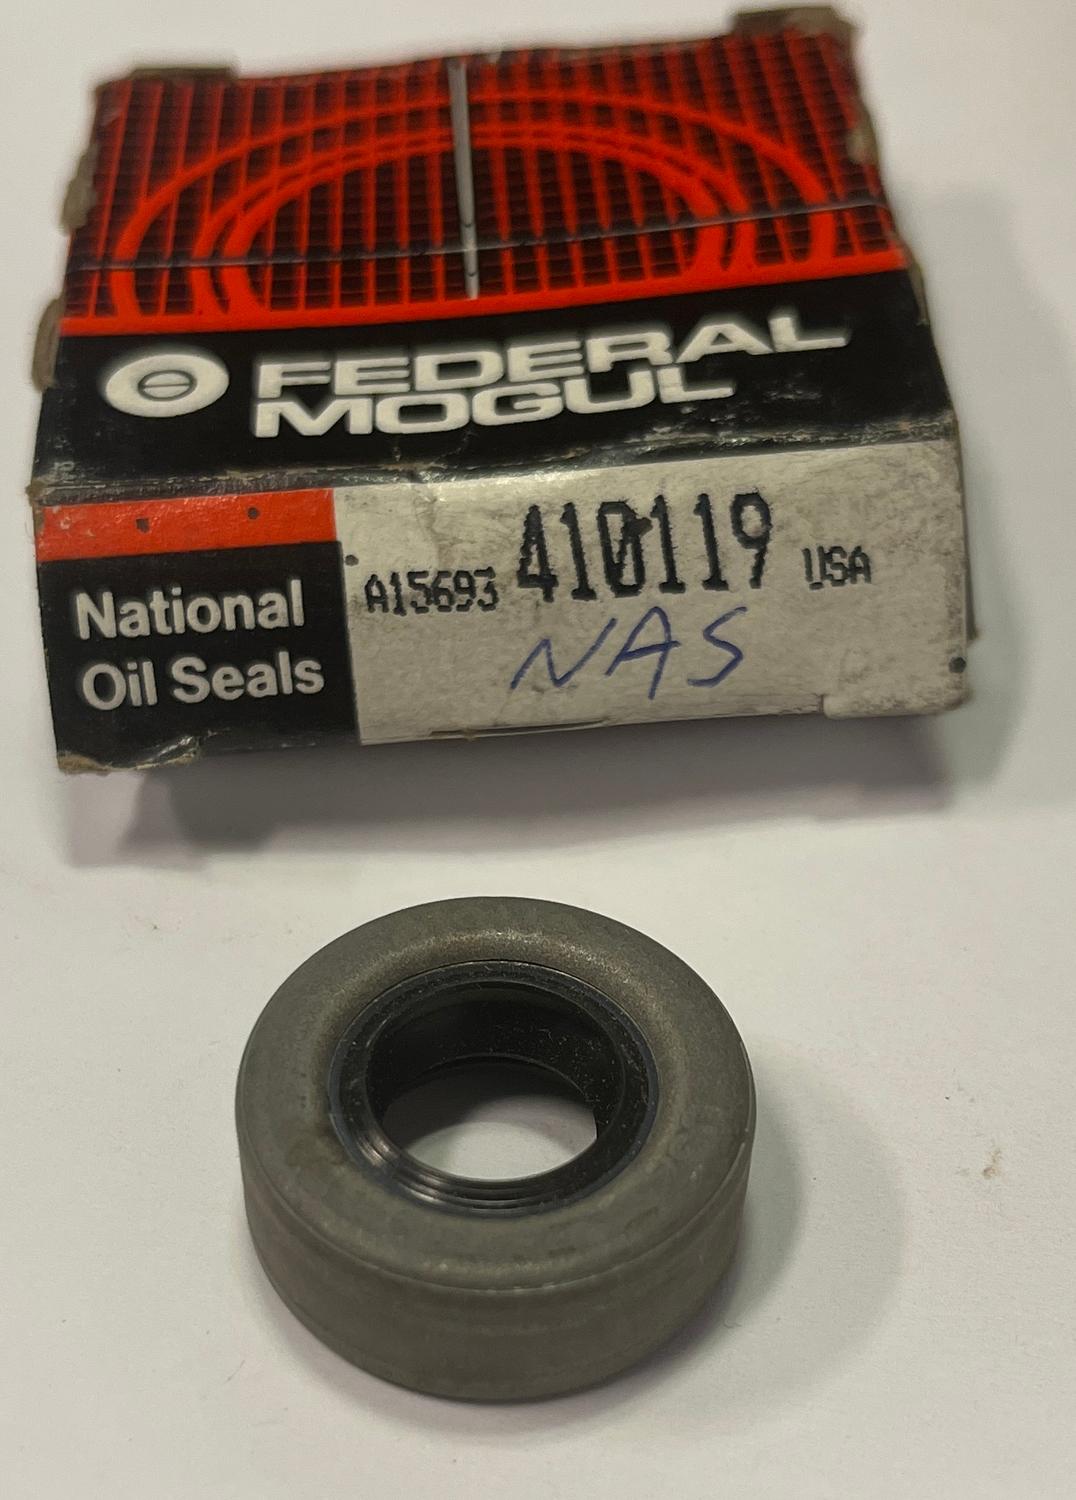 FEDERAL
MOGUL
National
Oil Seals
A15693 410119 USA
NAS